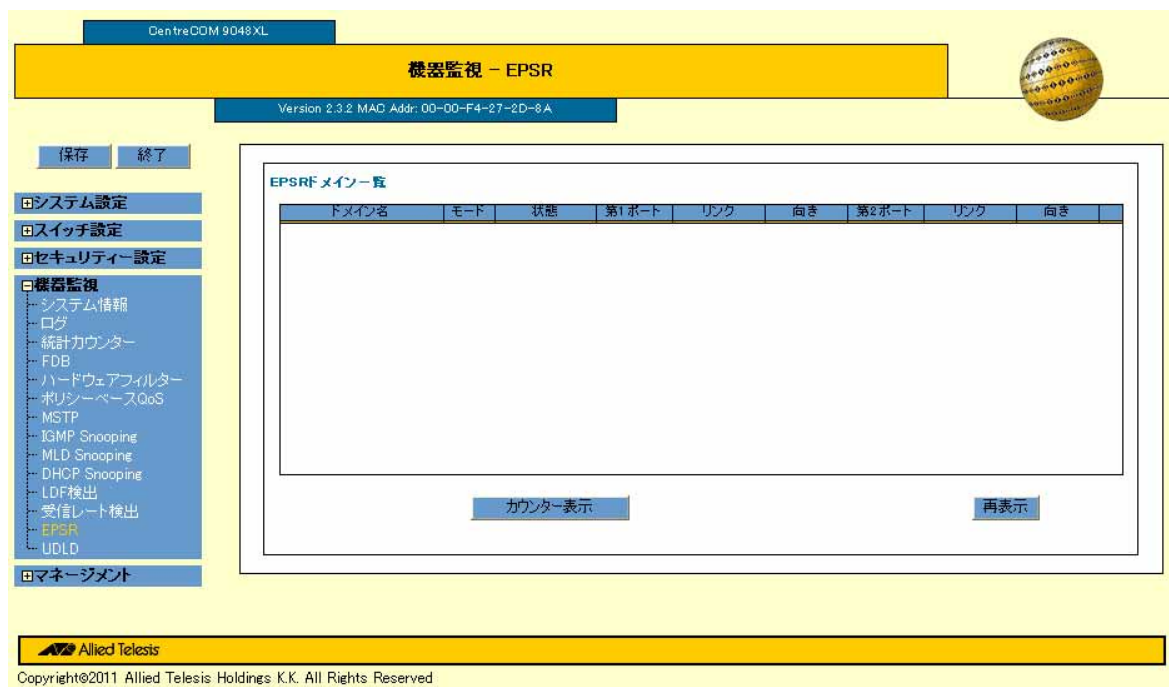 CentreCOM 9048XL
機器監視 - EPSR
Version 2.3.2 MAC Addr: 00-00-F4-27-2D-8A
保存 終了
システム設定
スイッチ設定
セキュリティー設定
機器監視
システム情報
ログ
統計カウンター
FDB
ハードウェアフィルター
ポリシーベースQoS
MSTP
IGMP Snooping
MLD Snooping
DHCP Snooping
LDF検出
受信レート検出
EPSR
UDLD
マネージメント
EPSRドメイン一覧
ドメイン名 モード 状態 第1ポート リンク 向き 第2ポート リンク 向き
カウンター表示 再表示
Allied Telesis
Copyright©2011 Allied Telesis Holdings K.K. All Rights Reserved